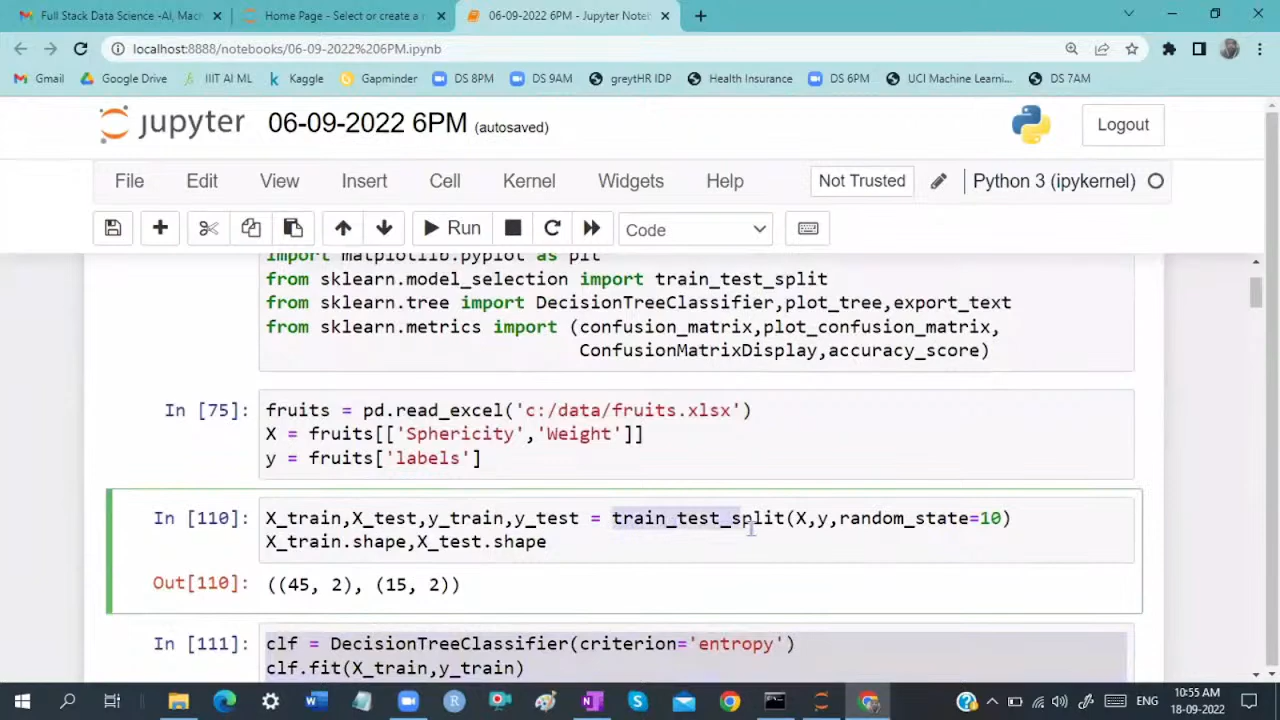 Full Stack Data Science -AI, Mac
Home Page - Select or create a n
06-09-2022 6PM - Jupyter Noteb
localhost:8888/notebooks/06-09-2022%206PM.ipynb
Gmail Google Drive IIIT AI ML Kaggle Gapminder DS 8PM DS 9AM greytHR IDP Health Insurance DS 6PM UCI Machine Learni... DS 7AM
jupyter 06-09-2022 6PM (autosaved) Logout
File Edit View Insert Cell Kernel Widgets Help Not Trusted Python 3 (ipykernel)
Run Code
import matplotlib.pyplot as plt
from sklearn.model_selection import train_test_split
from sklearn.tree import DecisionTreeClassifier,plot_tree,export_text
from sklearn.metrics import (confusion_matrix,plot_confusion_matrix,
ConfusionMatrixDisplay,accuracy_score)
In [75]: fruits = pd.read_excel('c:/data/fruits.xlsx')
X = fruits[['Sphericity','Weight']]
y = fruits['labels']
In [110]: X_train,X_test,y_train,y_test = train_test_split(X,y,random_state=10)
X_train.shape,X_test.shape
Out[110]: ((45, 2), (15, 2))
In [111]: clf = DecisionTreeClassifier(criterion='entropy')
clf.fit(X_train,y_train)
ENG
10:55 AM
18-09-2022